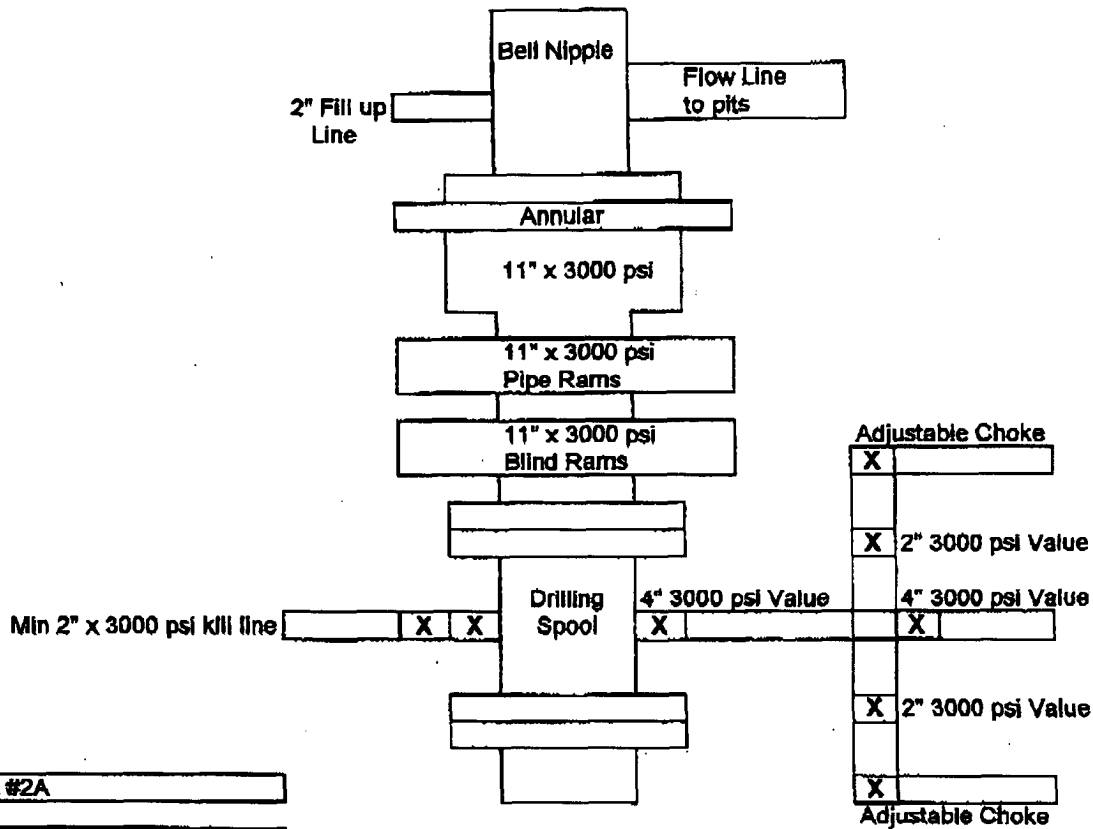 Bell Nipple
Flow Line
to pits
2" Fill up
Line
Annular
11" x 3000 psi
11" x 3000 psi
Pipe Rams
11" x 3000 psi
Blind Rams
Adjustable Choke
X
X 2" 3000 psi Value
Drilling
Spool
4" 3000 psi Value
4" 3000 psi Value
Min 2" x 3000 psi kill line
X X
X
X
X 2" 3000 psi Value
#2A
X
Adjustable Choke